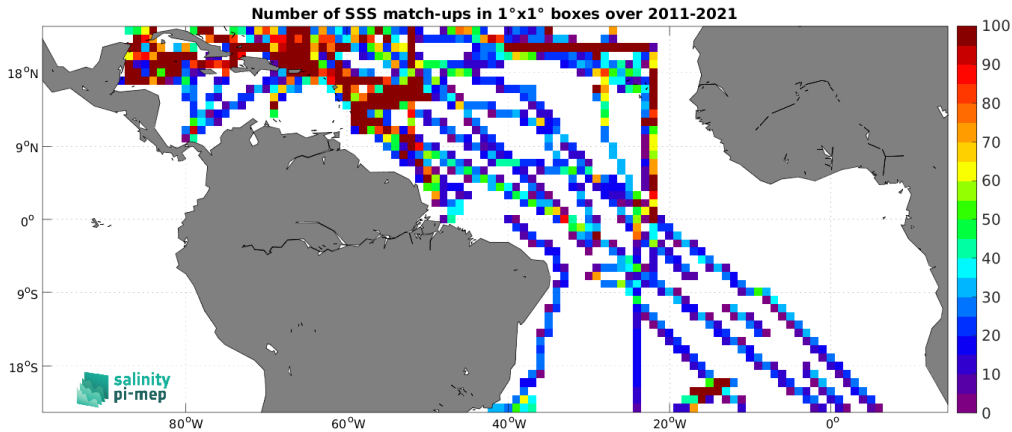 Number of SSS match-ups in 1°x1° boxes over 2011-2021
100
90
80
70
60
50
40
30
20
10
0
18°N
9°N
0°
9°S
18°S
80°W
60°W
40°W
20°W
0°
salinity
pi-mep